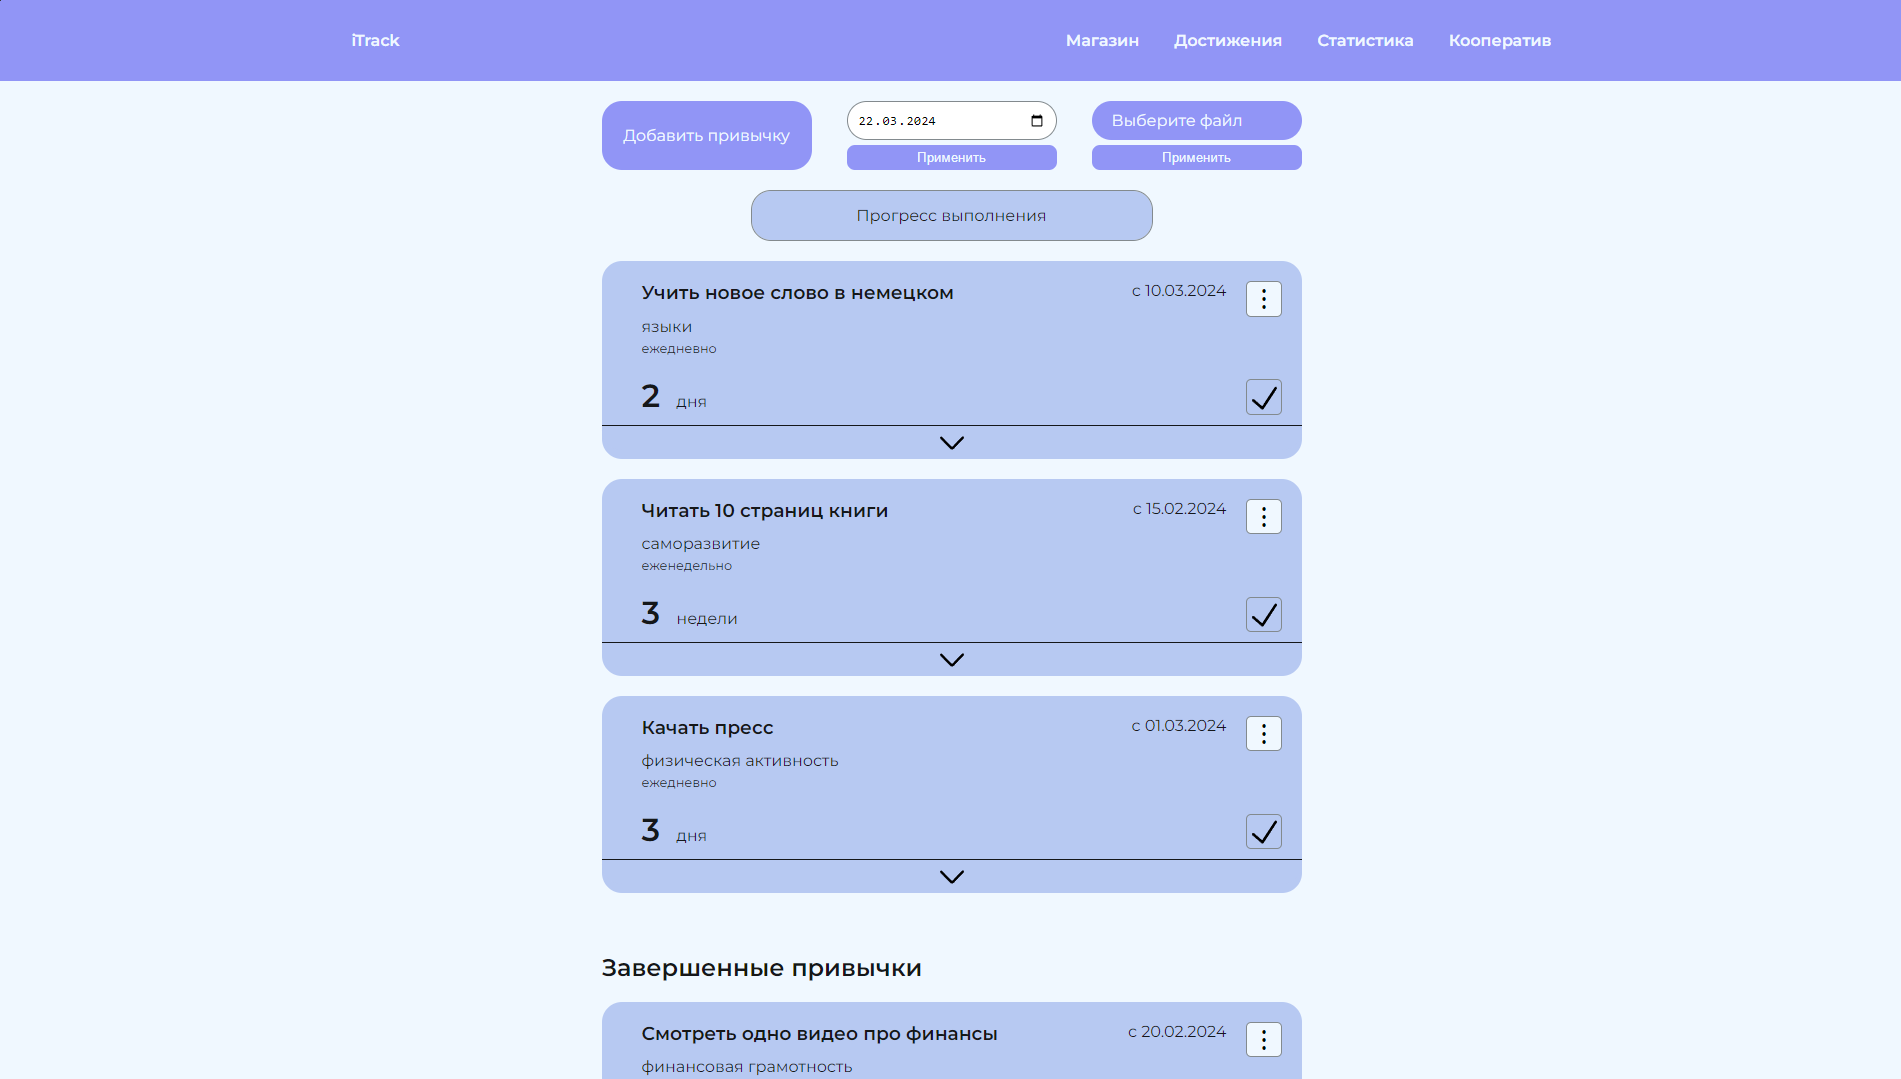 iTrack
Магазин
Достижения
Статистика
Кооператив
Добавить привычку
22.03.2024
Применить
Выберите файл
Применить
Прогресс выполнения
Учить новое слово в немецком
с 10.03.2024
языки
ежедневно
2 дня
Читать 10 страниц книги
с 15.02.2024
саморазвитие
еженедельно
3 недели
Качать пресс
с 01.03.2024
физическая активность
ежедневно
3 дня
Завершенные привычки
Смотреть одно видео про финансы
с 20.02.2024
финансовая грамотность